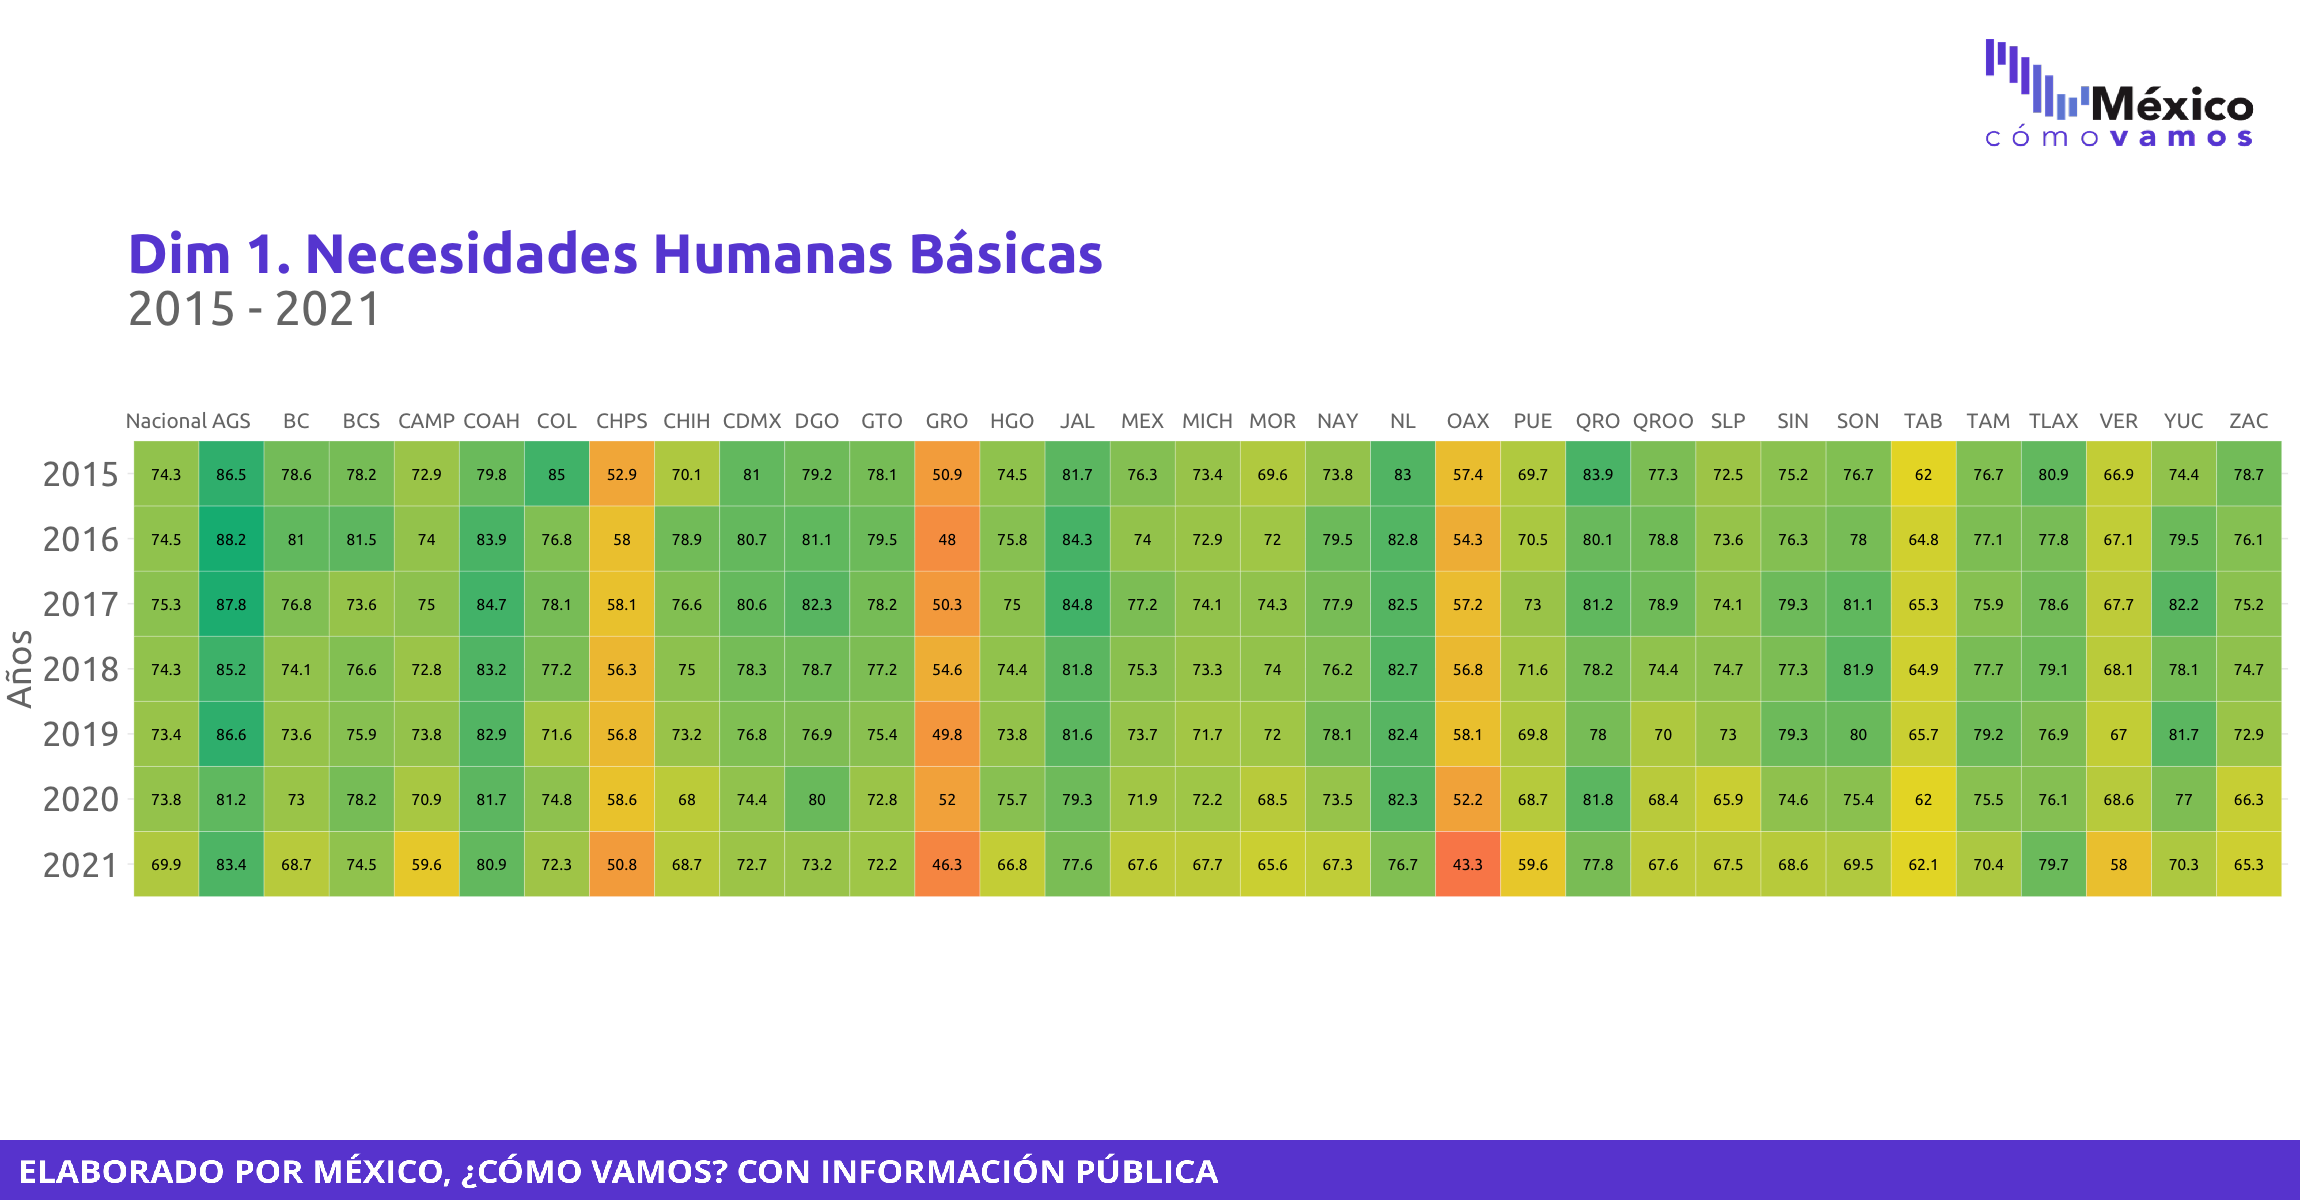 México
cómovamos
Dim 1. Necesidades Humanas Básicas
2015 - 2021
Nacional AGS BC BCS CAMP COAH COL CHPS CHIH CDMX DGO GTO GRO HGO JAL MEX MICH MOR NAY NL OAX PUE QRO QROO SLP SIN SON TAB TAM TLAX VER YUC ZAC
2015 74.3 86.5 78.6 78.2 72.9 79.8 85 52.9 70.1 81 79.2 78.1 50.9 74.5 81.7 76.3 73.4 69.6 73.8 83 57.4 69.7 83.9 77.3 72.5 75.2 76.7 62 76.7 80.9 66.9 74.4 78.7
2016 74.5 88.2 81 81.5 74 83.9 76.8 58 78.9 80.7 81.1 79.5 48 75.8 84.3 74 72.9 72 79.5 82.8 54.3 70.5 80.1 78.8 73.6 76.3 78 64.8 77.1 77.8 67.1 79.5 76.1
2017 75.3 87.8 76.8 73.6 75 84.7 78.1 58.1 76.6 80.6 82.3 78.2 50.3 75 84.8 77.2 74.1 74.3 77.9 82.5 57.2 73 81.2 78.9 74.1 79.3 81.1 65.3 75.9 78.6 67.7 82.2 75.2
Años
2018 74.3 85.2 74.1 76.6 72.8 83.2 77.2 56.3 75 78.3 78.7 77.2 54.6 74.4 81.8 75.3 73.3 74 76.2 82.7 56.8 71.6 78.2 74.4 74.7 77.3 81.9 64.9 77.7 79.1 68.1 78.1 74.7
2019 73.4 86.6 73.6 75.9 73.8 82.9 71.6 56.8 73.2 76.8 76.9 75.4 49.8 73.8 81.6 73.7 71.7 72 78.1 82.4 58.1 69.8 78 70 73 79.3 80 65.7 79.2 76.9 67 81.7 72.9
2020 73.8 81.2 73 78.2 70.9 81.7 74.8 58.6 68 74.4 80 72.8 52 75.7 79.3 71.9 72.2 68.5 73.5 82.3 52.2 68.7 81.8 68.4 65.9 74.6 75.4 62 75.5 76.1 68.6 77 66.3
2021 69.9 83.4 68.7 74.5 59.6 80.9 72.3 50.8 68.7 72.7 73.2 72.2 46.3 66.8 77.6 67.6 67.7 65.6 67.3 76.7 43.3 59.6 77.8 67.6 67.5 68.6 69.5 62.1 70.4 79.7 58 70.3 65.3
ELABORADO POR MÉXICO, ¿CÓMO VAMOS? CON INFORMACIÓN PÚBLICA